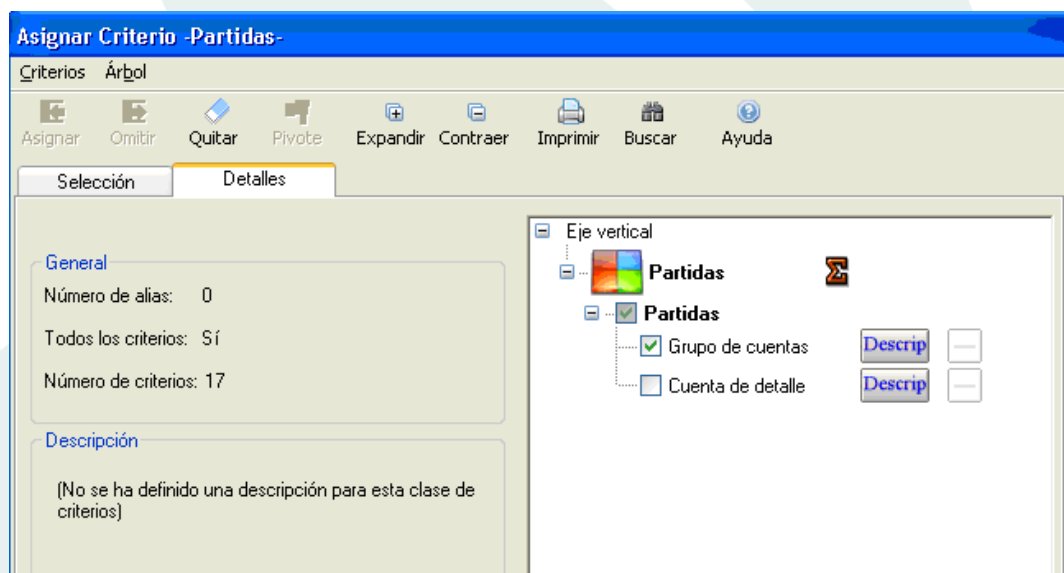 Asignar Criterio -Partidas-
Criterios Árbol
Asignar Omitir Quitar Pivote Expandir Contraer Imprimir Buscar Ayuda
Selección Detalles
General
Número de alias: 0
Todos los criterios: Sí
Número de criterios: 17
Descripción
(No se ha definido una descripción para esta clase de
criterios)
Eje vertical
Partidas Σ
Partidas
Grupo de cuentas Descrip
Cuenta de detalle Descrip